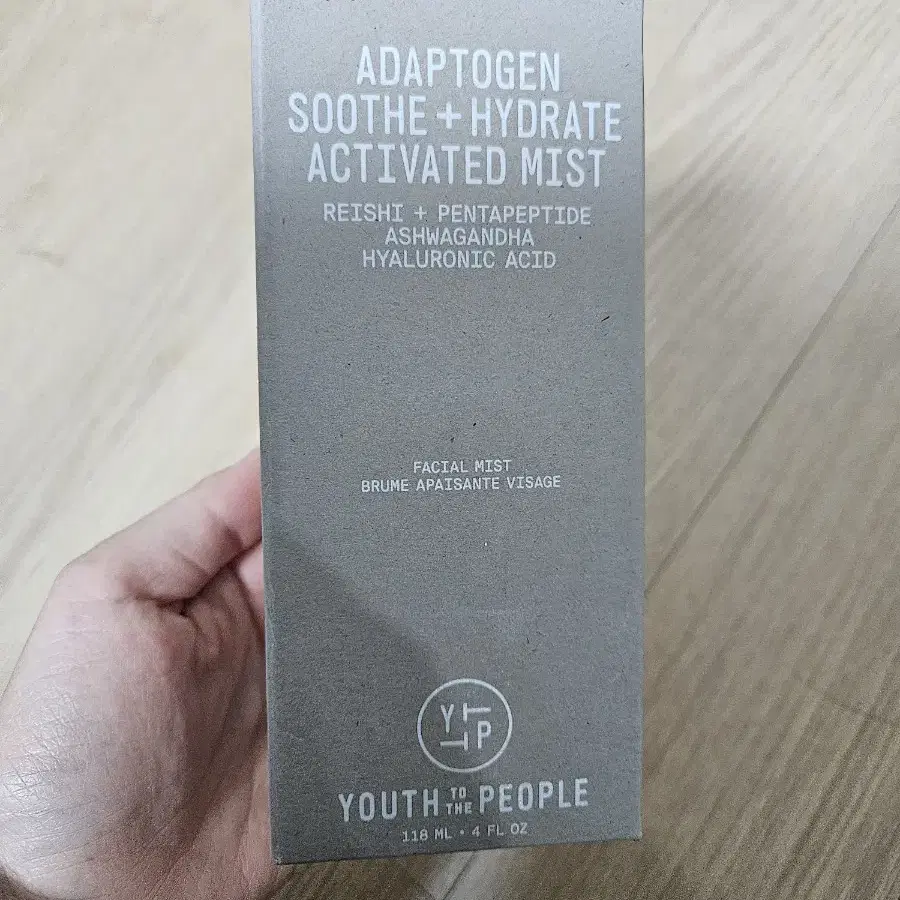 ADAPTOGEN
SOOTHE + HYDRATE
ACTIVATED MIST
REISHI + PENTAPEPTIDE
ASHWAGANDHA
HYALURONIC ACID
FACIAL MIST
BRUME APAISANTE VISAGE
YTTP
YOUTH TO THE PEOPLE
118 ML • 4 FL OZ